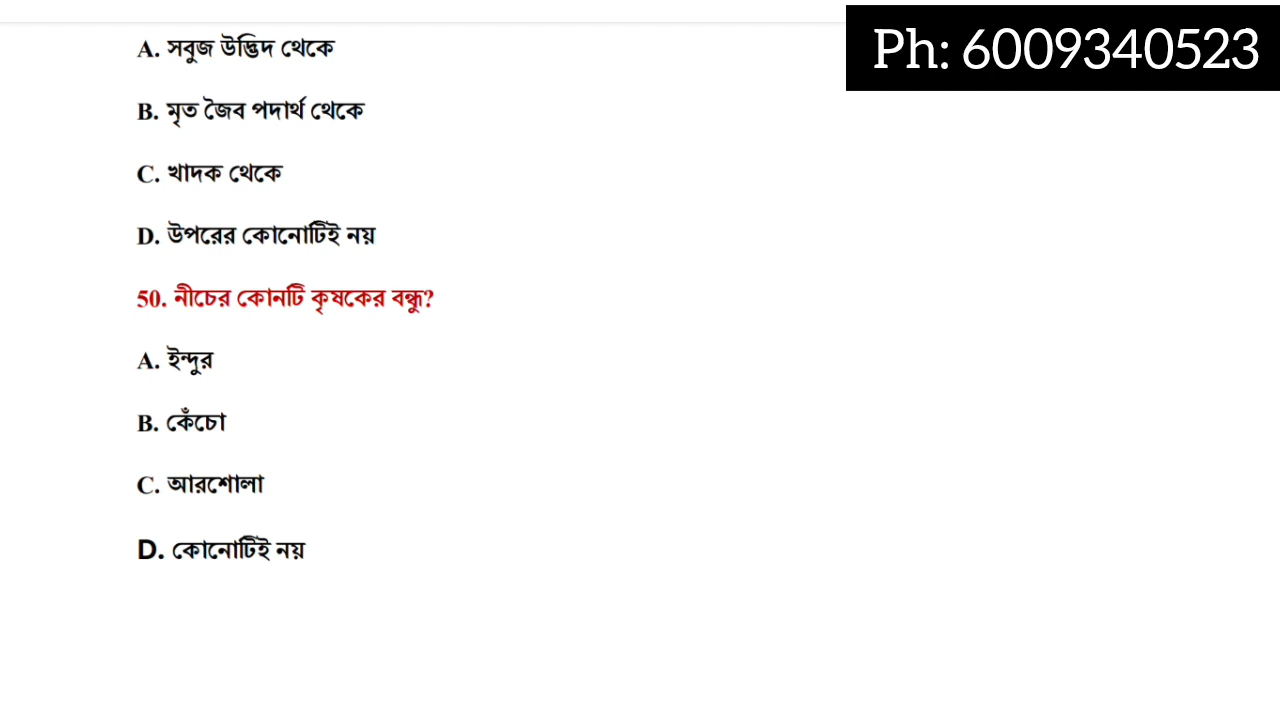 Ph: 6009340523
A. সবুজ উদ্ভিদ থেকে
B. মৃত জৈব পদার্থ থেকে
C. খাদক থেকে
D. উপরের কোনোটিই নয়
50. নীচের কোনটি কৃষকের বন্ধু?
A. ইন্দুর
B. কেঁচো
C. আরশোলা
D. কোনোটিই নয়